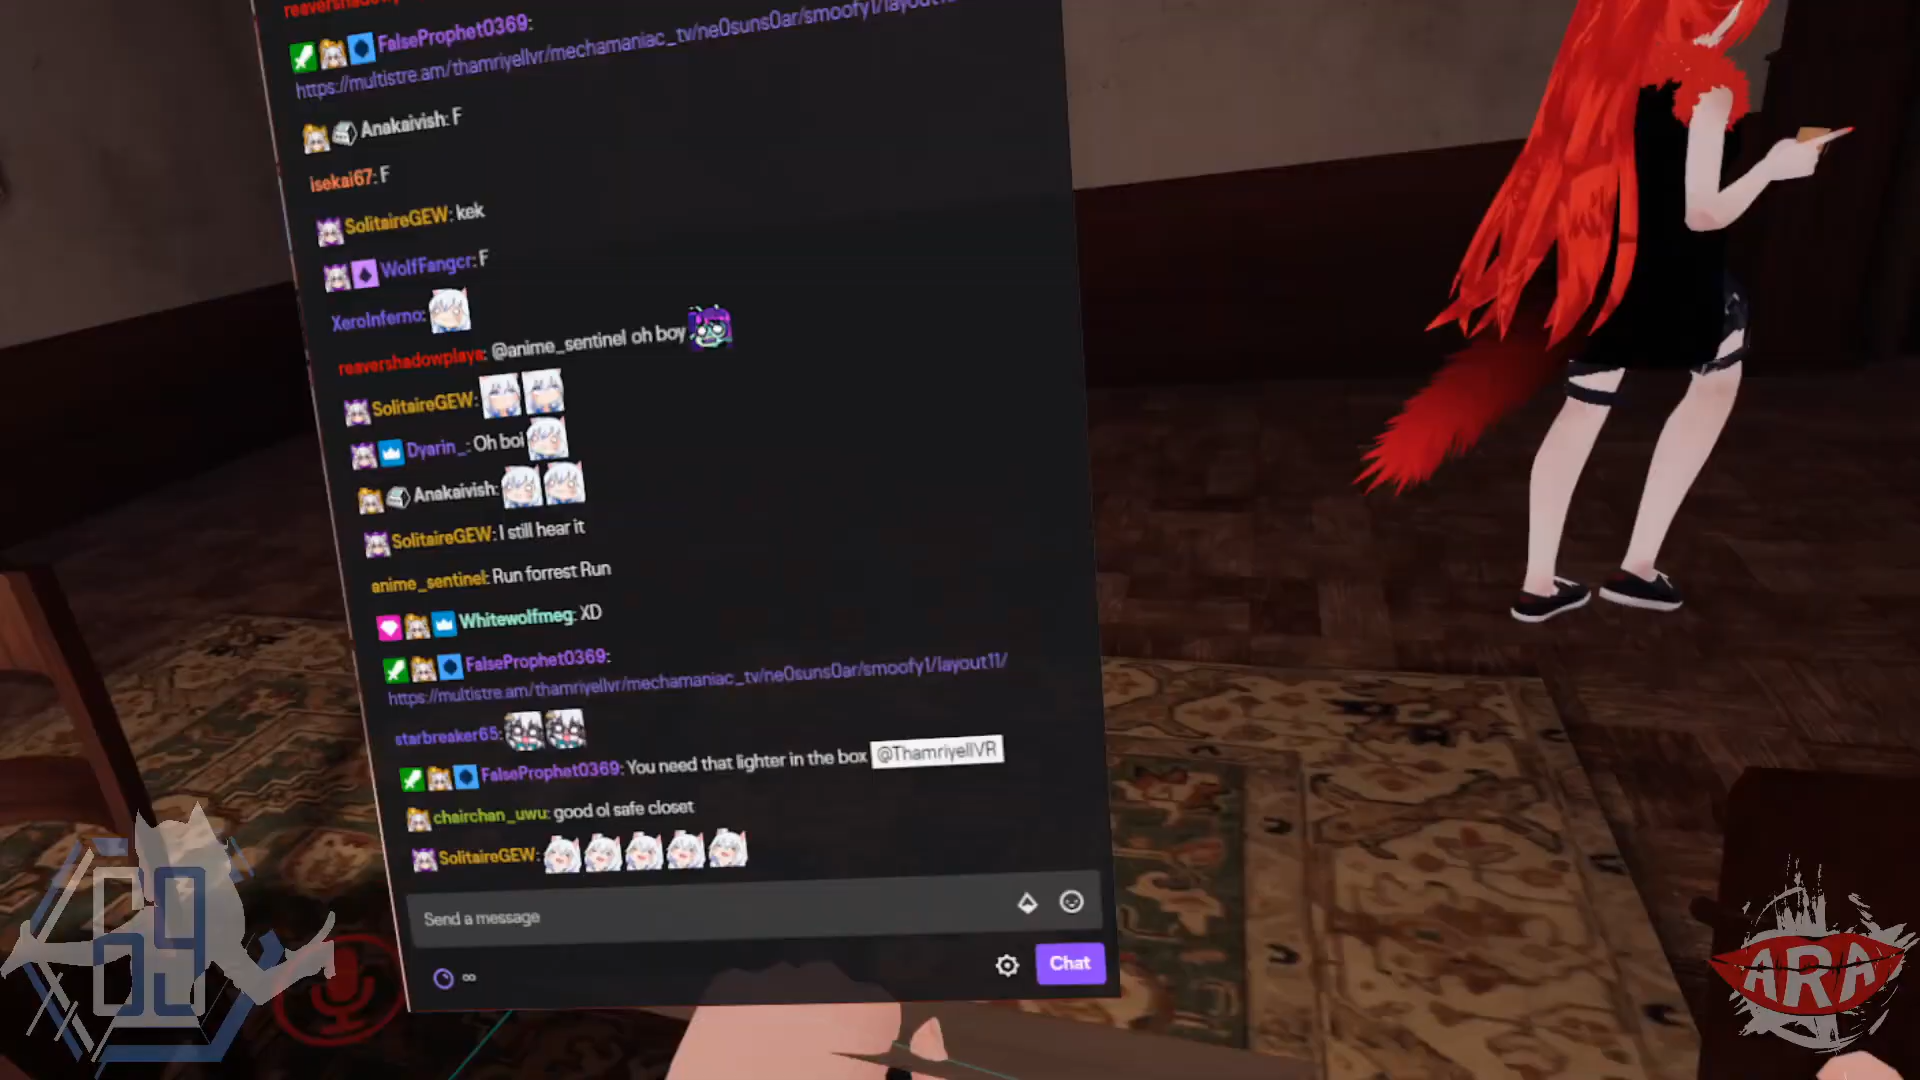 FalseProphet0369:
https://multistre.am/thamriyellvr/mechamaniac_tv/ne0suns0ar/smoofy1/layout11
Anakaivish: F
isekai67: F
SolitaireGEW: kek
WolfFangcr: F
XeroInferno:
reavershadowplays: @anime_sentinel oh boy
SolitaireGEW:
Dyarin_: Oh boi
Anakaivish:
SolitaireGEW: I still hear it
anime_sentinel: Run forrest Run
Whitewolfmeg: XD
FalseProphet0369:
https://multistre.am/thamriyellvr/mechamaniac_tv/ne0suns0ar/smoofy1/layout11/
starbreaker65:
FalseProphet0369: You need that lighter in the box @ThamriyellVR
chairchan_uwu: good ol safe closet
SolitaireGEW:
Send a message
∞
Chat
69
ARA